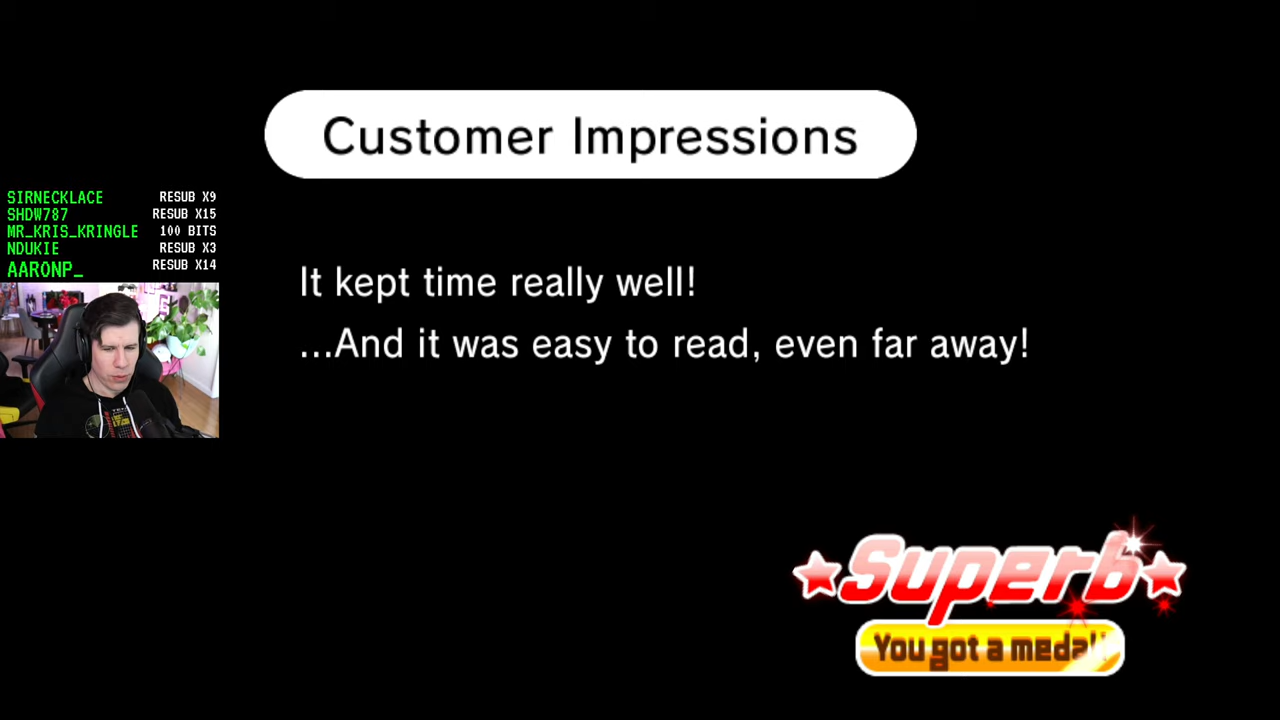 Customer Impressions
SIRNECKLACE RESUB X9
SHDW787 RESUB X15
MR_KRIS_KRINGLE 100 BITS
NDUKIE RESUB X3
AARONP_ RESUB X14
It kept time really well!
...And it was easy to read, even far away!
Superb
You got a medal!